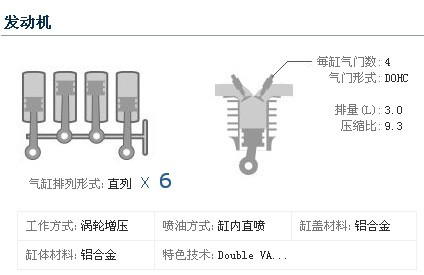 发动机
每缸气门数: 4
气门形式: DOHC
排量(L): 3.0
压缩比: 9.3
气缸排列形式: 直列 X 6
工作方式: 涡轮增压 喷油方式: 缸内直喷 缸盖材料: 铝合金
缸体材料: 铝合金 特色技术: Double VA...